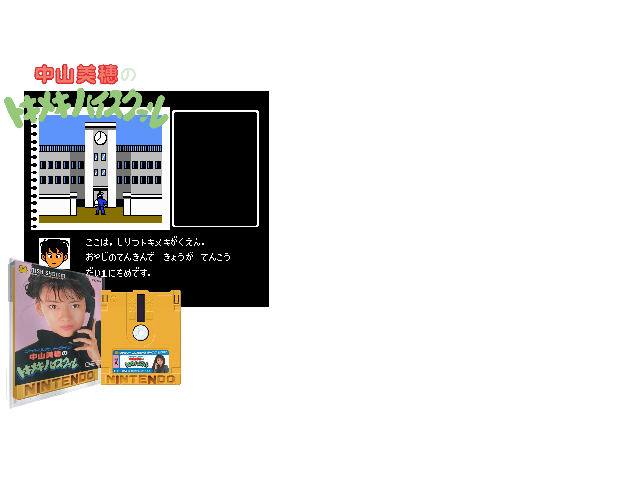 中山美穂の
トキメキハイスクール
ここは、しりつトキメキがくえん。
おやじのてんきんで　きょうが　てんこう
だい1にちめです。
DISK SYSTEM
中山美穂の
トキメキハイスクール
NINTENDO
NINTENDO